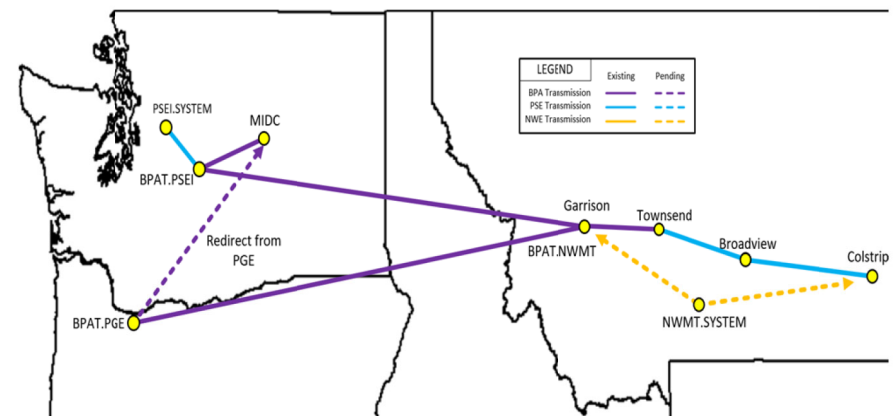 LEGEND Existing Pending
BPA Transmission
PSE Transmission
NWE Transmission
PSEI.SYSTEM
MIDC
BPAT.PSEI
Redirect from
PGE
BPAT.PGE
Garrison
BPAT.NWMT
Townsend
Broadview
Colstrip
NWMT.SYSTEM